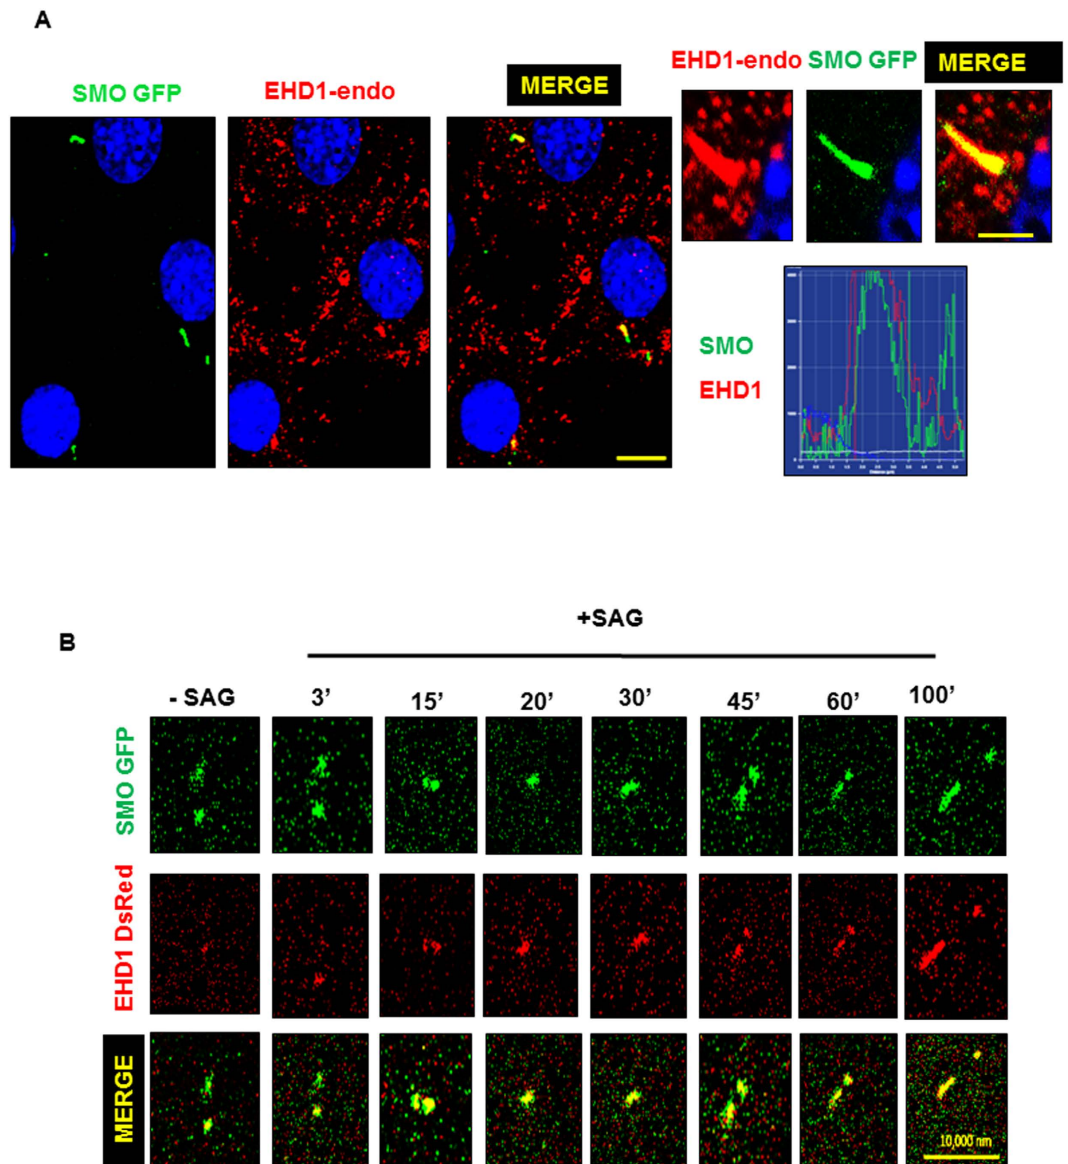 A
SMO GFP
EHD1-endo
MERGE
EHD1-endo SMO GFP MERGE
SMO
EHD1
B
+SAG
- SAG 3’ 15’ 20’ 30’ 45’ 60’ 100’
SMO GFP
EHD1 DsRed
MERGE
10,000 nm